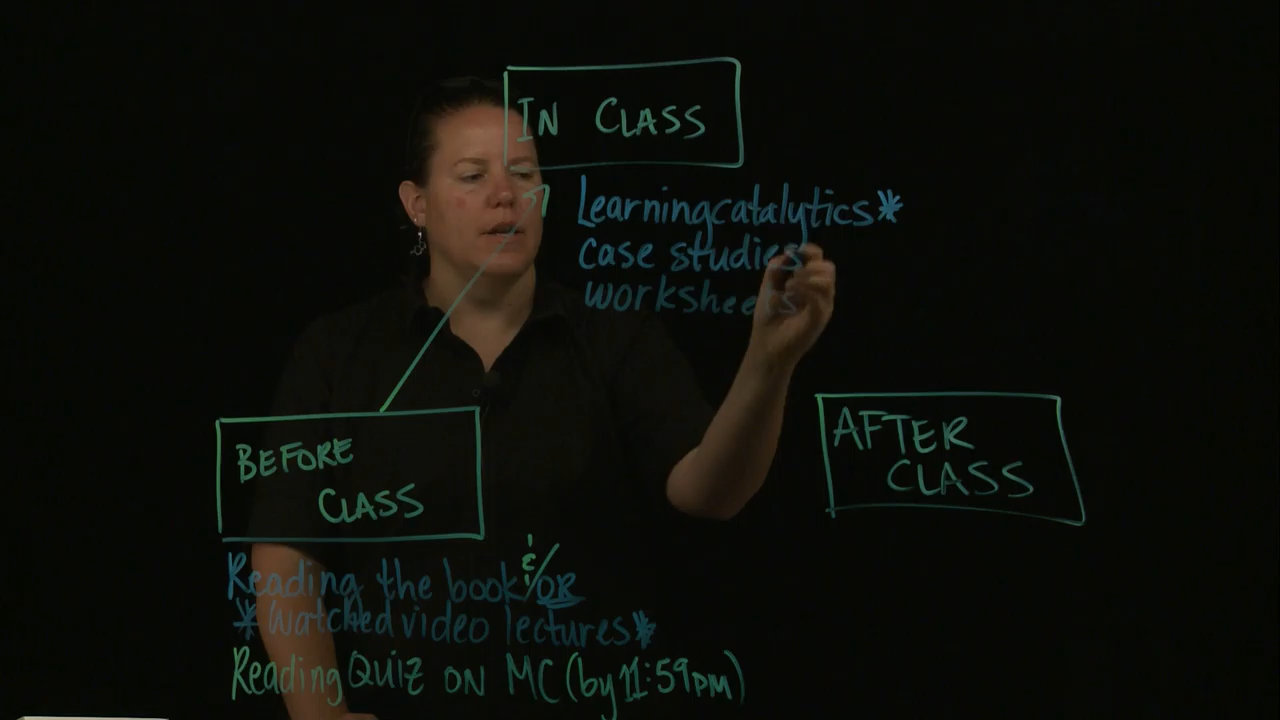 IN CLASS
Learningcatalytics*
case studies
worksheets
BEFORE
CLASS
AFTER
CLASS
Reading the book &/OR
*Watched video lectures*
Reading Quiz ON MC (by 11:59PM)